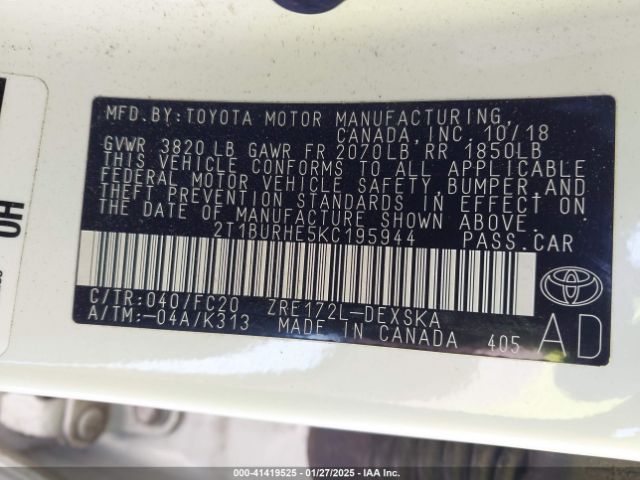 MFD.BY:TOYOTA MOTOR MANUFACTURING,
CANADA, INC. 10/18
GVWR 3820 LB GAWR FR 2070LB RR 1850LB
THIS VEHICLE CONFORMS TO ALL APPLICABLE
FEDERAL MOTOR VEHICLE SAFETY, BUMPER, AND
THEFT PREVENTION STANDARDS IN EFFECT ON
THE DATE OF MANUFACTURE SHOWN ABOVE.
2T1BURHE5KC195944 PASS.CAR
C/TR:040/FC20 ZRE172L-DEXSKA
A/TM:-04A/K313 MADE IN CANADA 405 AD
HO
000-41419525 - 01/27/2025 - IAA, LLC.